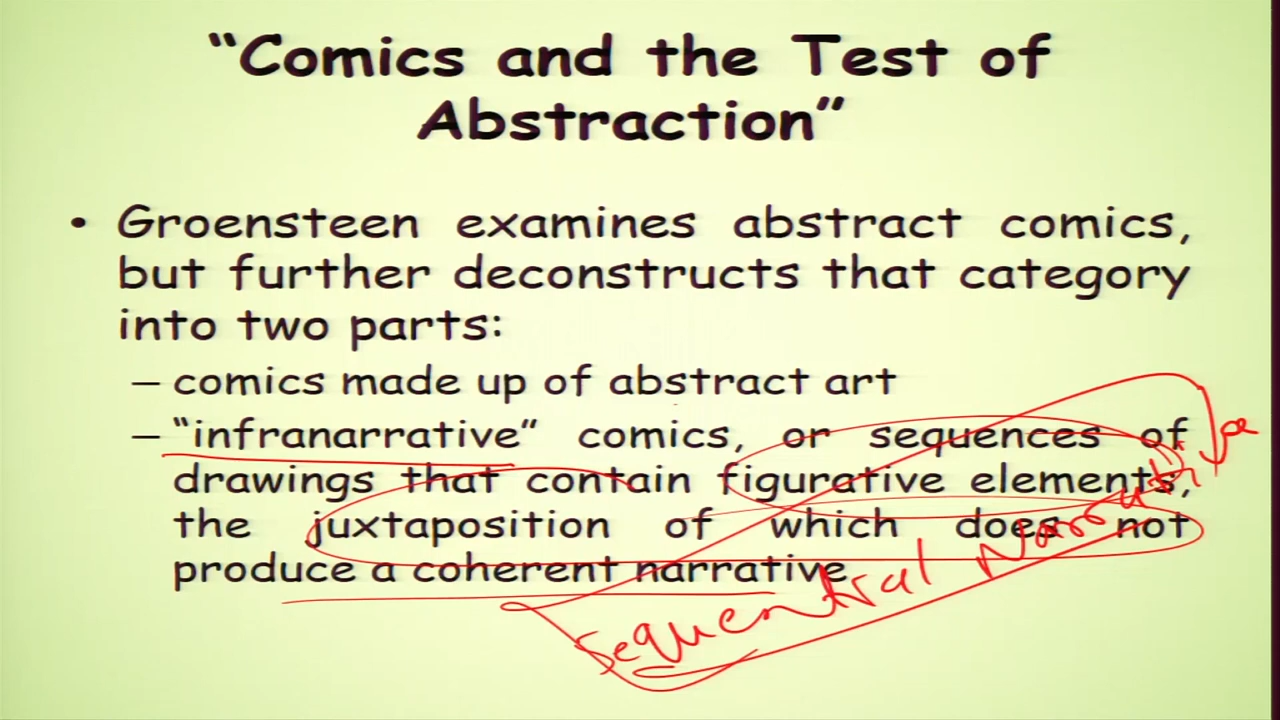 “Comics and the Test of
Abstraction”
• Groensteen examines abstract comics,
but further deconstructs that category
into two parts:
– comics made up of abstract art
– “infranarrative” comics, or sequences of
drawings that contain figurative elements,
the juxtaposition of which does not
produce a coherent narrative
Sequential Narrative